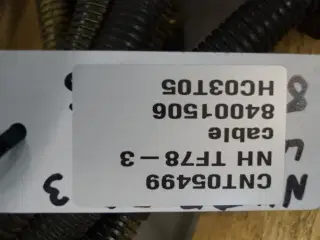 CNT05499
NH TF78-3
cable
84001506
HC03T05